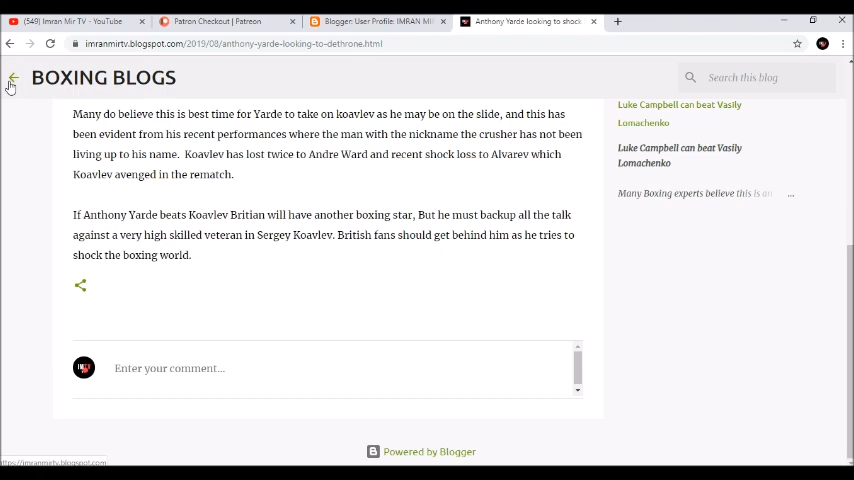 (549) Imran Mir TV - YouTube
Patron Checkout | Patreon
Blogger: User Profile: IMRAN MI
Anthony Yarde looking to shock
imranmirtv.blogspot.com/2019/08/anthony-yarde-looking-to-dethrone.html
BOXING BLOGS
Search this blog
Many do believe this is best time for Yarde to take on koavlev as he may be on the slide, and this has
been evident from his recent performances where the man with the nickname the crusher has not been
living up to his name. Koavlev has lost twice to Andre Ward and recent shock loss to Alvarev which
Koavlev avenged in the rematch.
If Anthony Yarde beats Koavlev Britian will have another boxing star, But he must backup all the talk
against a very high skilled veteran in Sergey Koavlev. British fans should get behind him as he tries to
shock the boxing world.
Luke Campbell can beat Vasily
Lomachenko
Luke Campbell can beat Vasily
Lomachenko
Many Boxing experts believe this is an ...
IMTV
Enter your comment...
Powered by Blogger
https://imranmirtv.blogspot.com